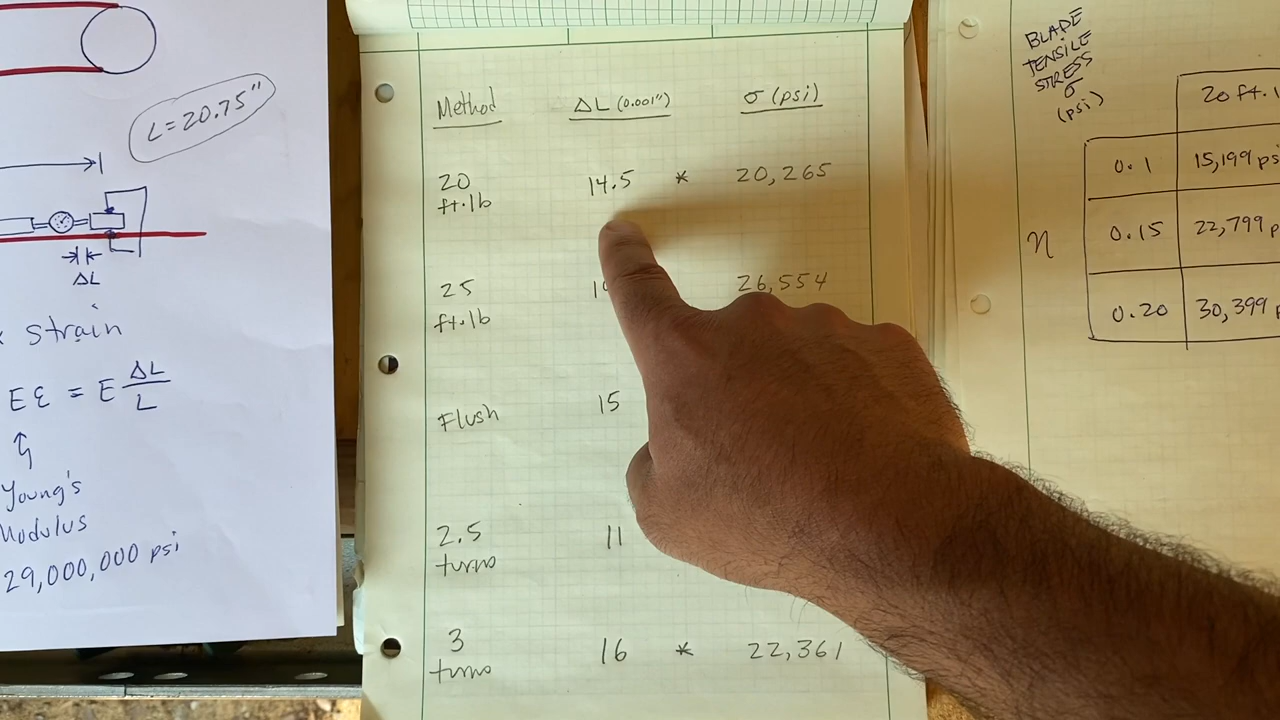 L=20.75"
ΔL
strain
Eε = E ΔL/L
Young's
Modulus
29,000,000 psi
Method ΔL (0.001") σ (psi)
20 14.5 * 20,265
ft.lb
25 26,554
ft.lb
Flush 15
2.5 11
turns
3 16 * 22,361
turns
BLADE
TENSILE
STRESS
σ
(psi)
20 ft.
0.1 15,199 ps
η 0.15 22,799 p
0.20 30,399 p